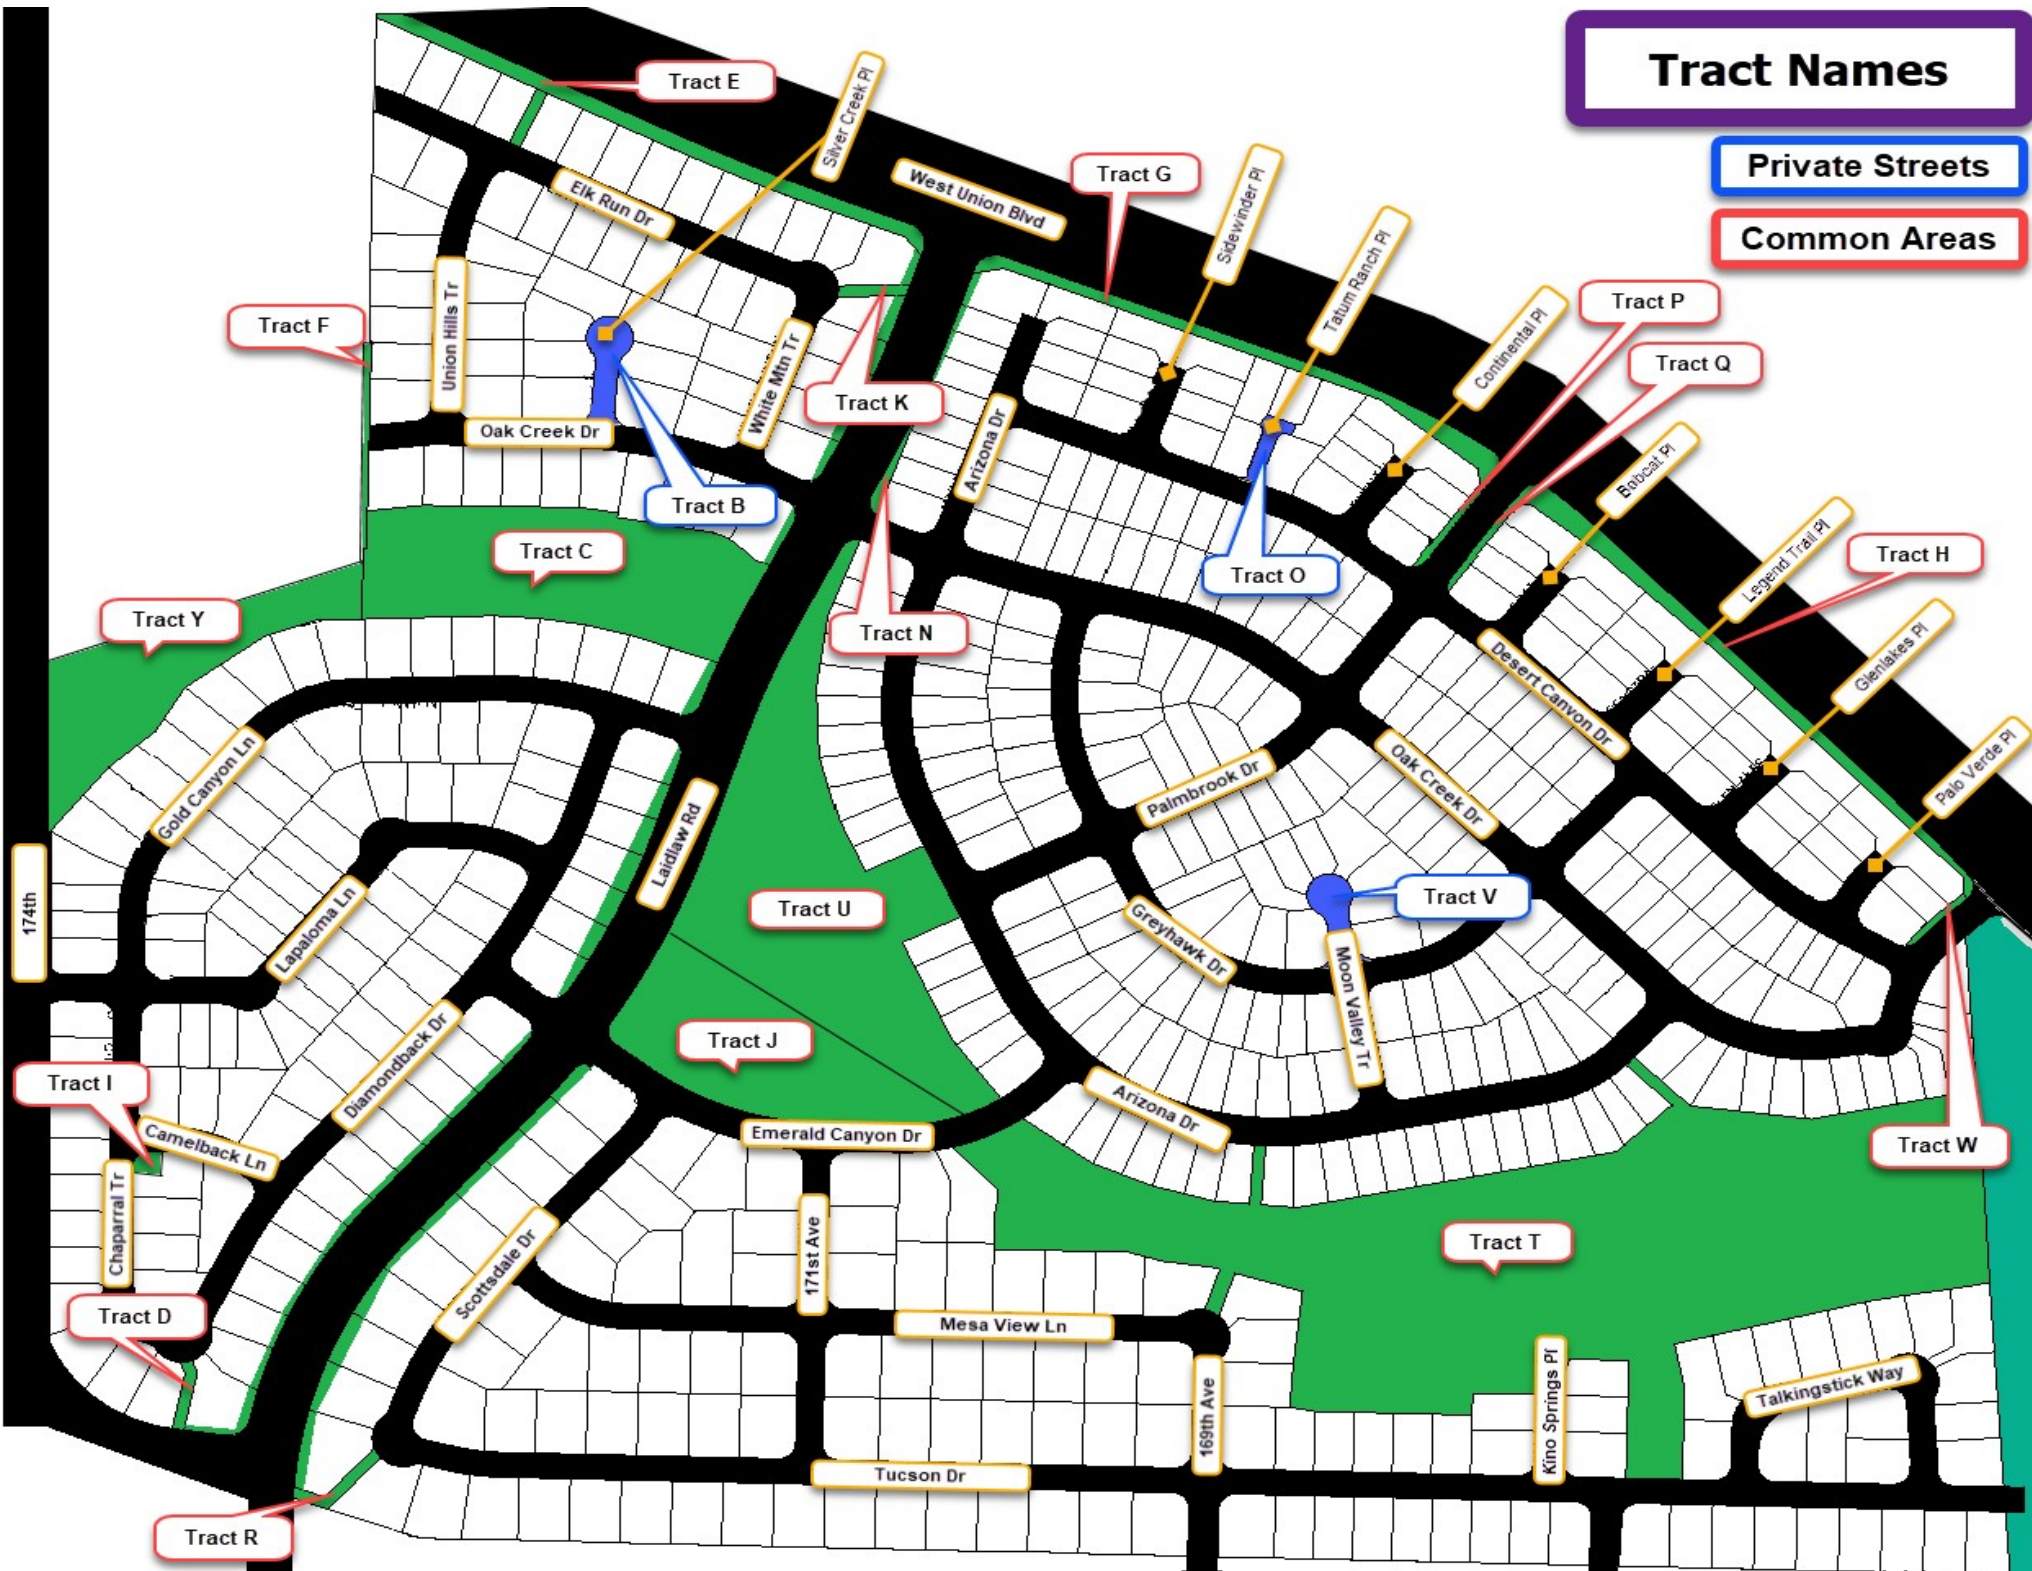 Tract Names
Private Streets
Common Areas
Tract E
Silver Creek Pl
West Union Blvd
Tract G
Sidewinder Pl
Tatum Ranch Pl
Elk Run Dr
Continental Pl
Tract P
Tract F
Union Hills Tr
White Mtn Tr
Tract K
Tract Q
Oak Creek Dr
Arizona Dr
Bobcat Pl
Tract B
Tract C
Legend Trail Pl
Tract O
Tract H
Tract Y
Tract N
Glenlakes Pl
Desert Canyon Dr
Palo Verde Pl
Gold Canyon Ln
Palmbrook Dr
Oak Creek Dr
Laidlaw Rd
174th
Lapaloma Ln
Tract U
Tract V
Greyhawk Dr
Moon Valley Tr
Tract J
Diamondback Dr
Tract I
Arizona Dr
Camelback Ln
Emerald Canyon Dr
Tract W
Chaparral Tr
171st Ave
Scottsdale Dr
Tract T
Tract D
Mesa View Ln
169th Ave
Kino Springs Pl
Talkingstick Way
Tucson Dr
Tract R